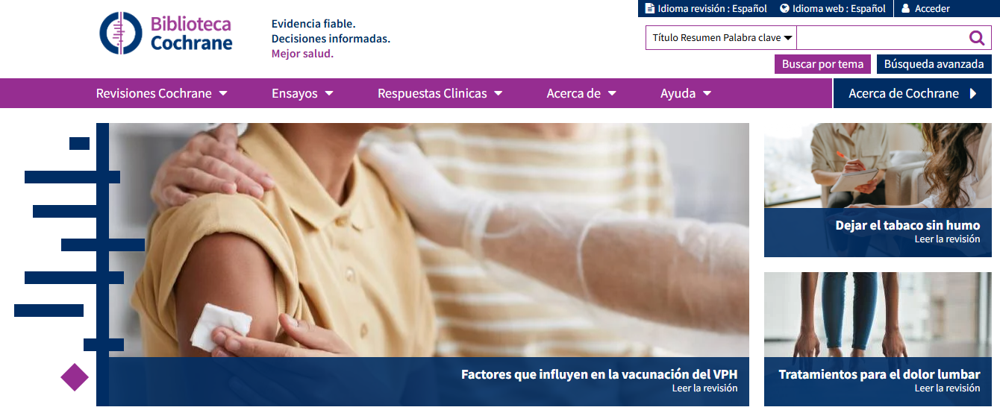 Idioma revisión : Español
Idioma web : Español
Acceder
Biblioteca
Cochrane
Evidencia fiable.
Decisiones informadas.
Mejor salud.
Título Resumen Palabra clave
Buscar por tema
Búsqueda avanzada
Revisiones Cochrane
Ensayos
Respuestas Clinicas
Acerca de
Ayuda
Acerca de Cochrane
Factores que influyen en la vacunación del VPH
Leer la revisión
Dejar el tabaco sin humo
Leer la revisión
Tratamientos para el dolor lumbar
Leer la revisión